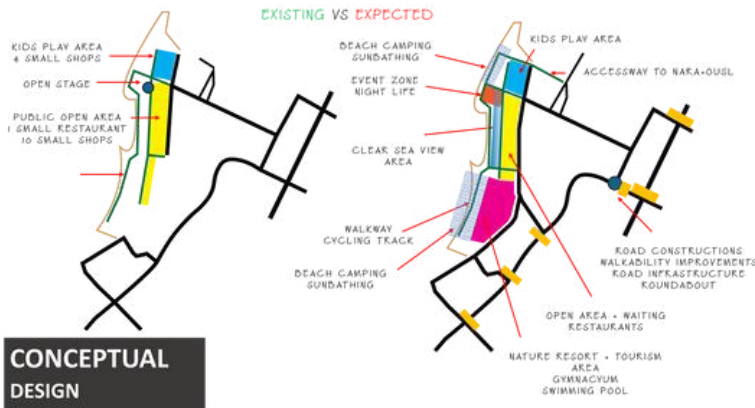 EXISTING VS EXPECTED
KIDS PLAY AREA
4 SMALL SHOPS
OPEN STAGE
PUBLIC OPEN AREA
1 SMALL RESTAURANT
10 SMALL SHOPS
BEACH CAMPING
SUNBATHING
EVENT ZONE
NIGHT LIFE
CLEAR SEA VIEW
AREA
WALKWAY
CYCLING TRACK
BEACH CAMPING
SUNBATHING
KIDS PLAY AREA
ACCESSWAY TO NARA+OUSL
ROAD CONSTRUCTIONS
WALKABILITY IMPROVEMENTS
ROAD INFRASTRUCTURE
ROUNDABOUT
OPEN AREA + WAITING
RESTAURANTS
NATURE RESORT + TOURISM
AREA
GYMNACYUM
SWIMMING POOL
CONCEPTUAL
DESIGN